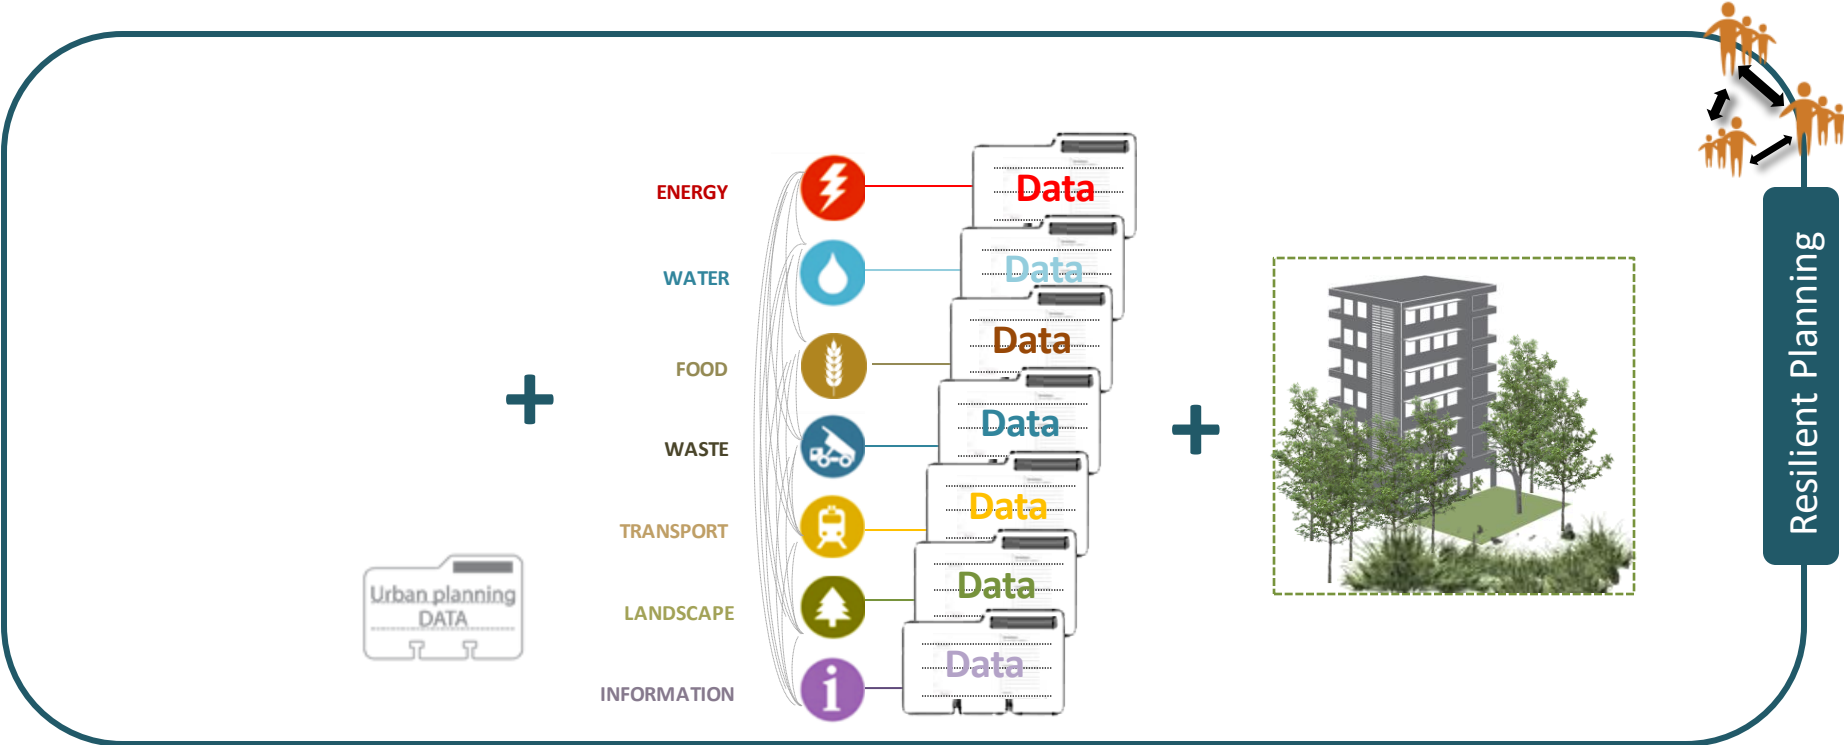 ENERGY
Data
WATER
Data
FOOD
Data
WASTE
Data
TRANSPORT
Data
LANDSCAPE
Data
INFORMATION
Data
Urban planning
DATA
Resilient Planning